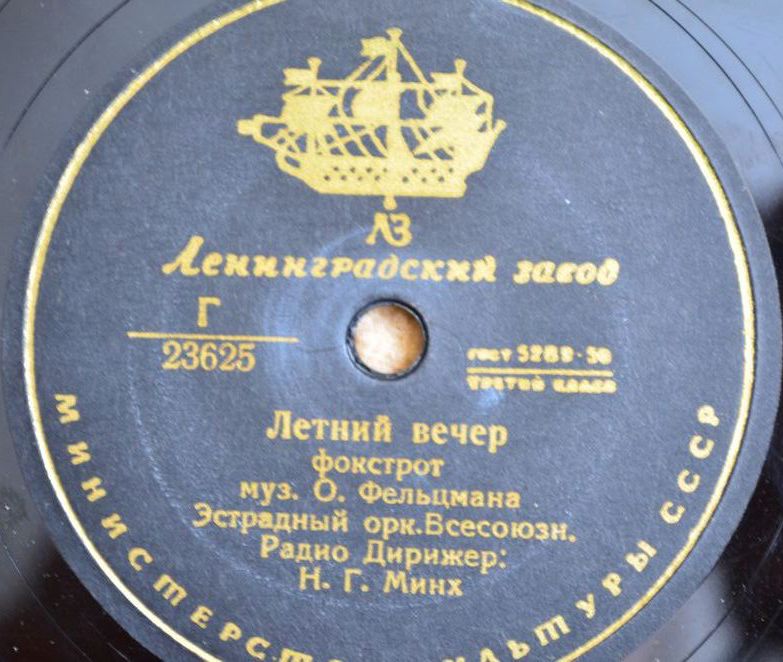 ЛЗ
Ленинградский завод
Г
23625
ГОСТ 5289-50
ТРЕТИЙ КЛАСС
Летний вечер
фокстрот
муз. О. Фельцмана
Эстрадный орк.Всесоюзн.
Радио Дирижер:
Н. Г. Минх
МИНИСТЕРСТВО КУЛЬТУРЫ СССР